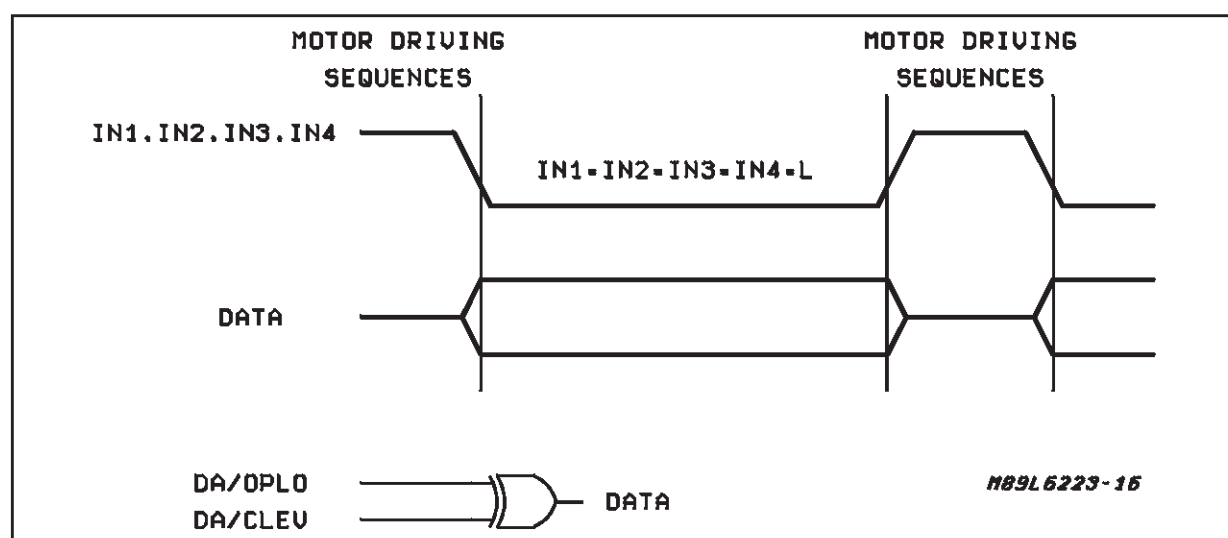 MOTOR DRIVING SEQUENCES
MOTOR DRIVING SEQUENCES
IN1.IN2.IN3.IN4
IN1=IN2=IN3=IN4=L
DATA
DA/OPLO
DA/CLEV
DATA
M89L6223-16